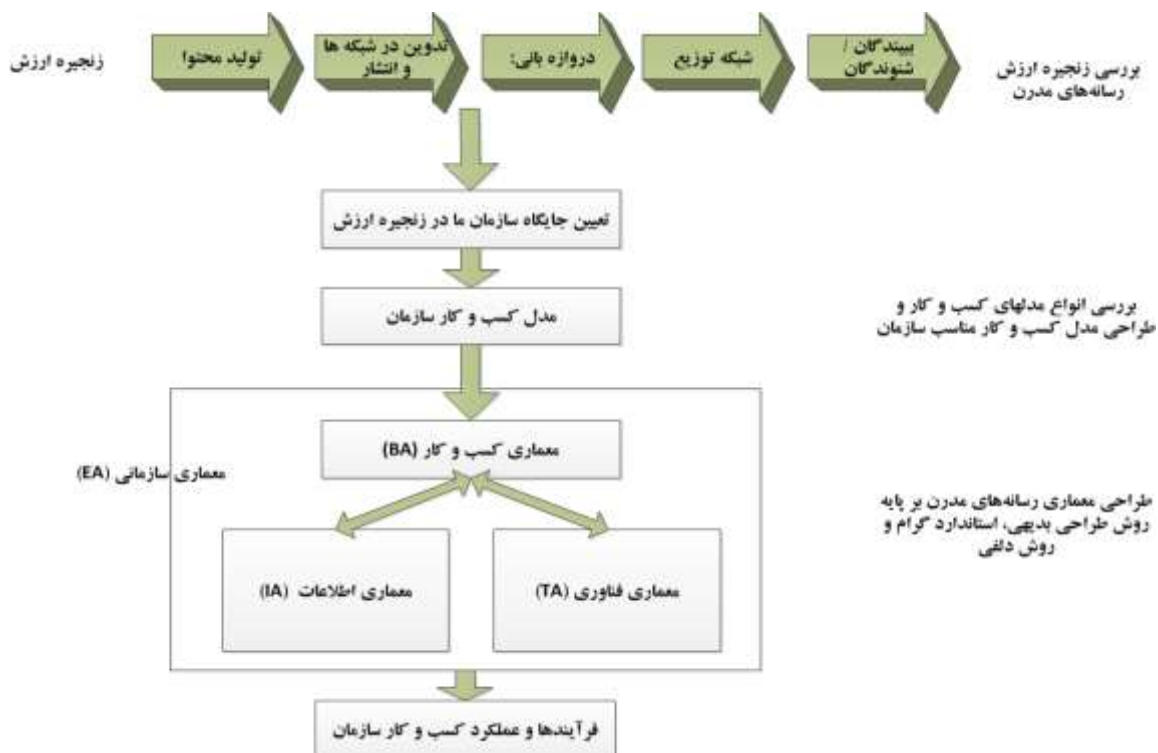 زنجیره ارزش
تولید محتوا
تدوین در شبکه ها
و انتشار
دروازه بانی:
شبکه توزیع
بینندگان /
شنوندگان
بررسی زنجیره ارزش
رسانه‌های مدرن
تعیین جایگاه سازمان ما در زنجیره ارزش
مدل کسب و کار سازمان
بررسی انواع مدلهای کسب و کار و
طراحی مدل کسب و کار مناسب سازمان
معماری کسب و کار (BA)
معماری سازمانی (EA)
معماری اطلاعات (IA)
معماری فناوری (TA)
طراحی معماری رسانه‌های مدرن بر پایه
روش طراحی بدیهی، استاندارد گرام و
روش دلفی
فرآیندها و عملکرد کسب و کار سازمان